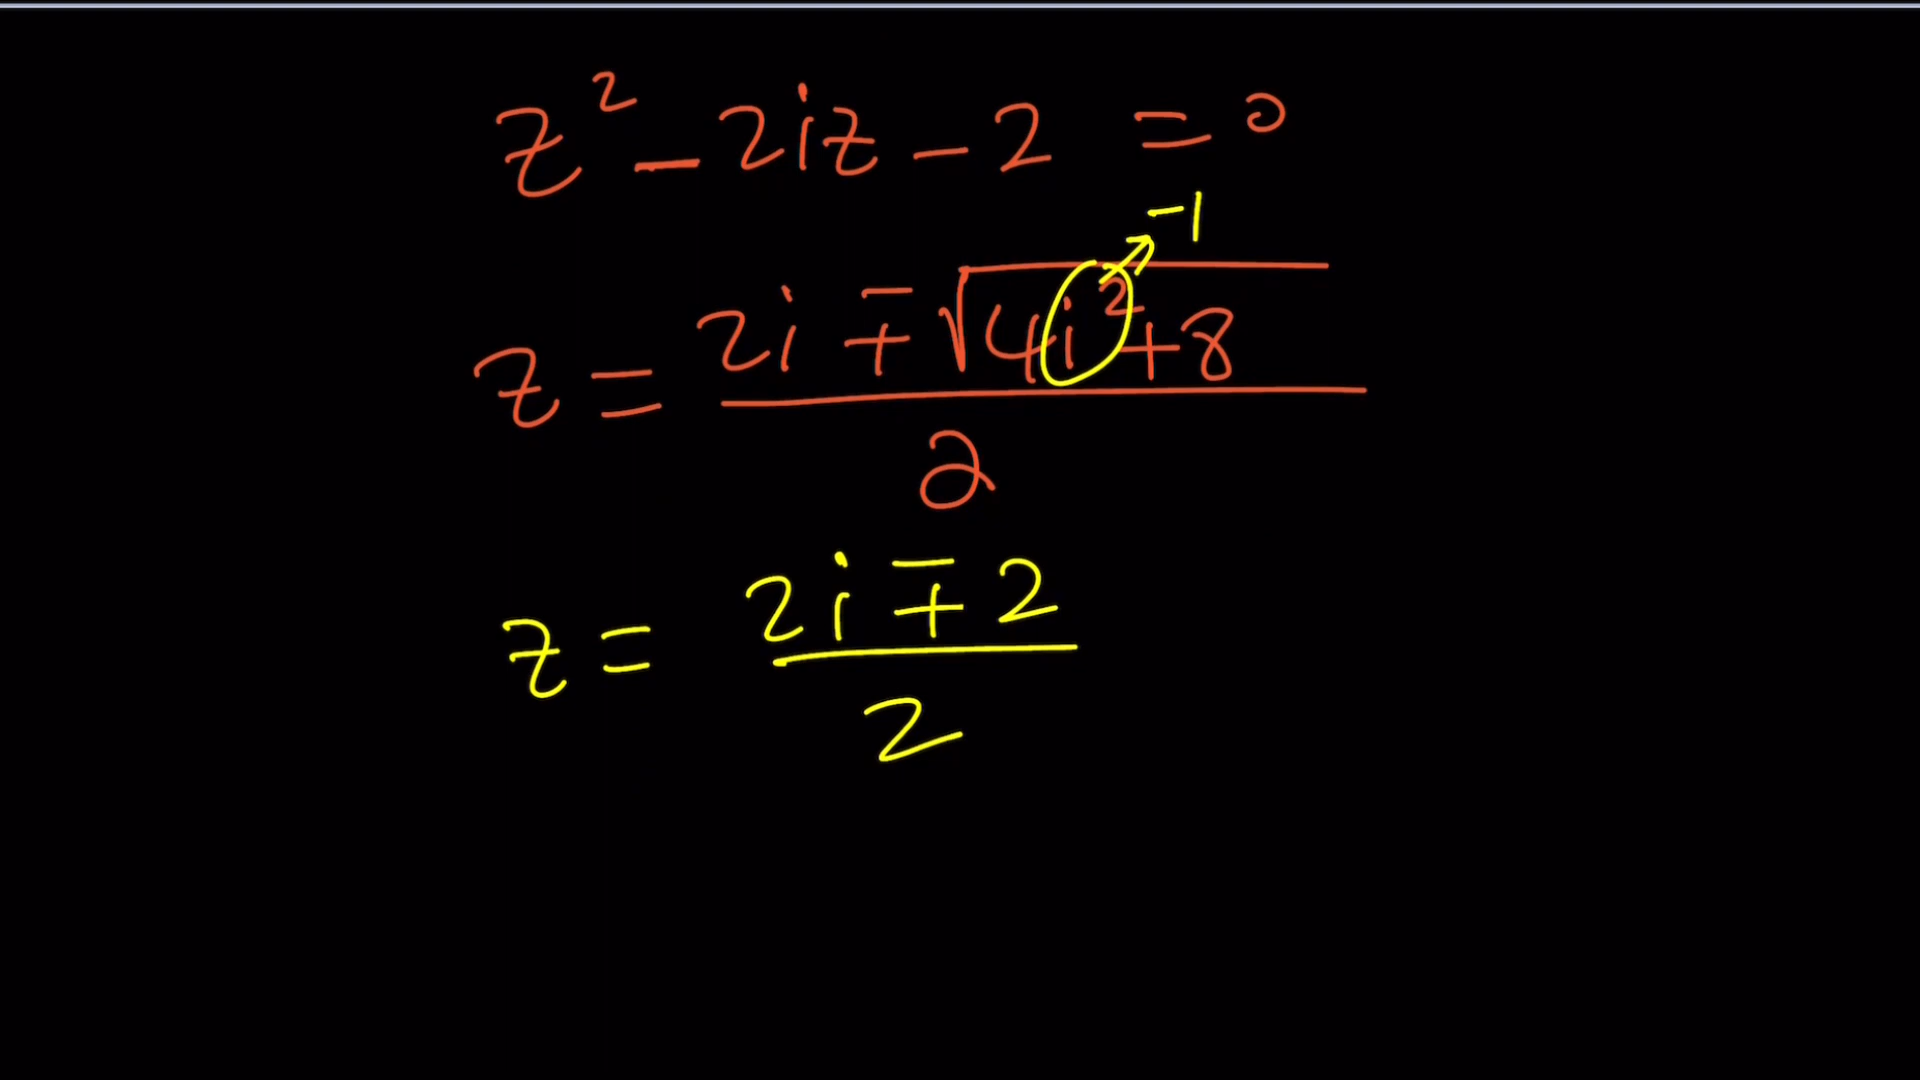 z² - 2iz - 2 = 0
-1
z = (2i ∓ √(4i² + 8)) / 2
z = (2i ∓ 2) / 2